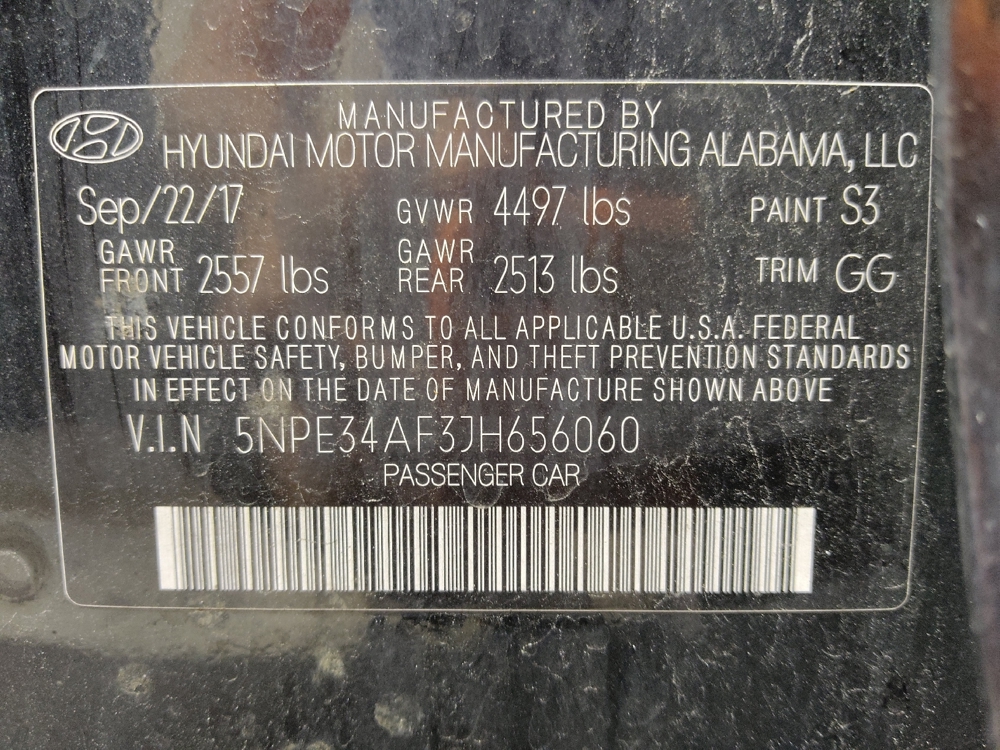 MANUFACTURED BY
HYUNDAI MOTOR MANUFACTURING ALABAMA, LLC
Sep/22/17 GVWR 4497 lbs PAINT S3
GAWR FRONT 2557 lbs GAWR REAR 2513 lbs TRIM GG
THIS VEHICLE CONFORMS TO ALL APPLICABLE U.S.A. FEDERAL
MOTOR VEHICLE SAFETY, BUMPER, AND THEFT PREVENTION STANDARDS
IN EFFECT ON THE DATE OF MANUFACTURE SHOWN ABOVE
V.I.N 5NPE34AF3JH656060
PASSENGER CAR